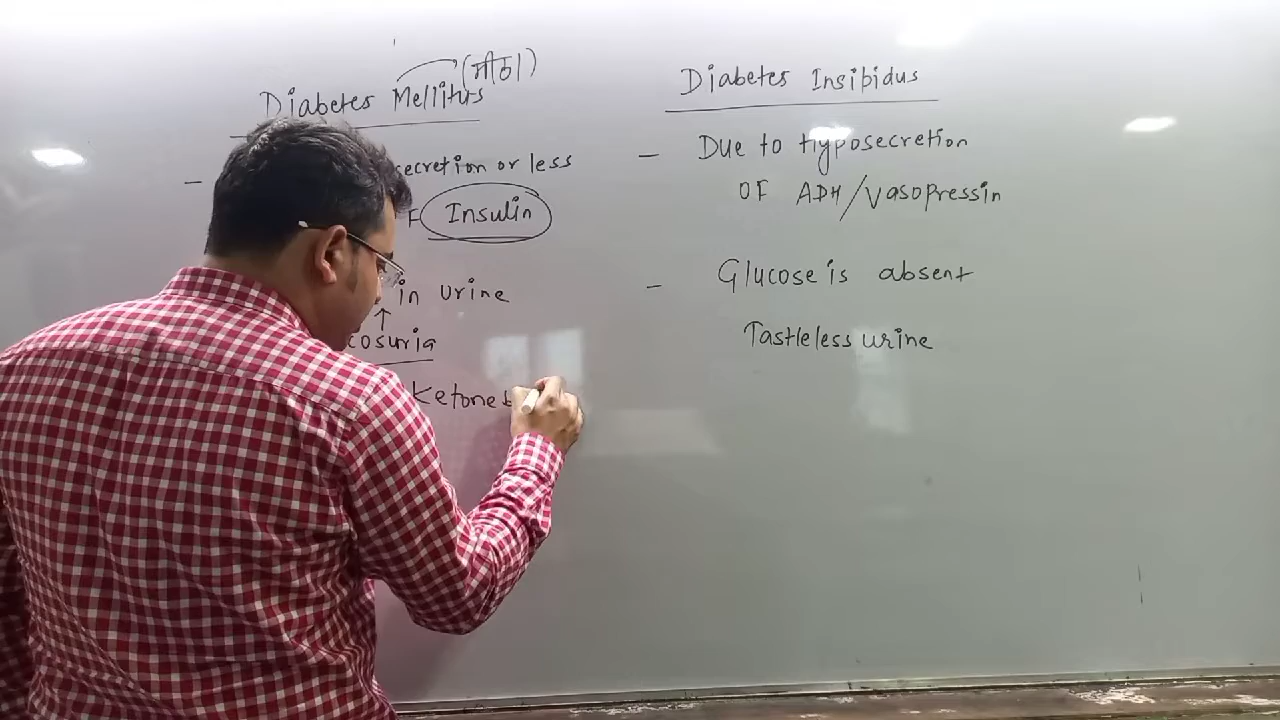 Diabetes Mellitus (मीठा)
secretion or less
Insulin
in urine
↑
cosuria
Ketone
Diabetes Insibidus
– Due to Hyposecretion
OF ADH/Vasopressin
– Glucose is absent
Tastleless urine